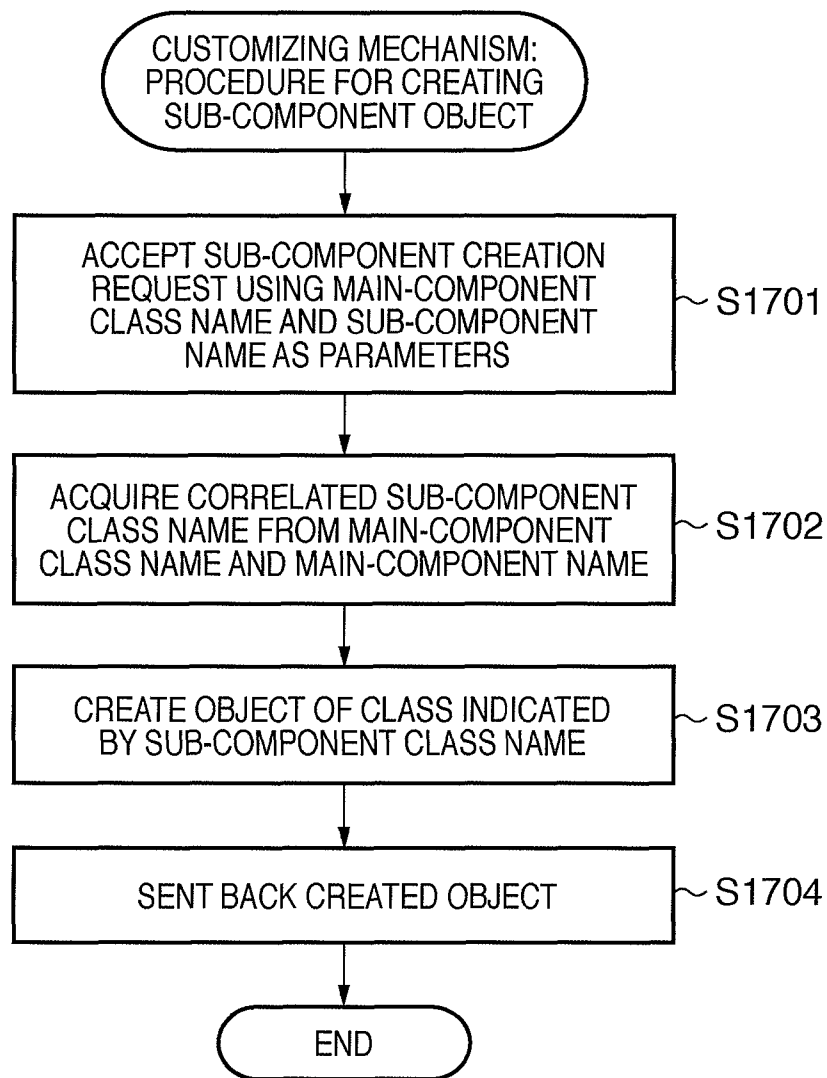 CUSTOMIZING MECHANISM:
PROCEDURE FOR CREATING
SUB-COMPONENT OBJECT
ACCEPT SUB-COMPONENT CREATION
REQUEST USING MAIN-COMPONENT
CLASS NAME AND SUB-COMPONENT
NAME AS PARAMETERS
S1701
ACQUIRE CORRELATED SUB-COMPONENT
CLASS NAME FROM MAIN-COMPONENT
CLASS NAME AND MAIN-COMPONENT NAME
S1702
CREATE OBJECT OF CLASS INDICATED
BY SUB-COMPONENT CLASS NAME
S1703
SENT BACK CREATED OBJECT
S1704
END